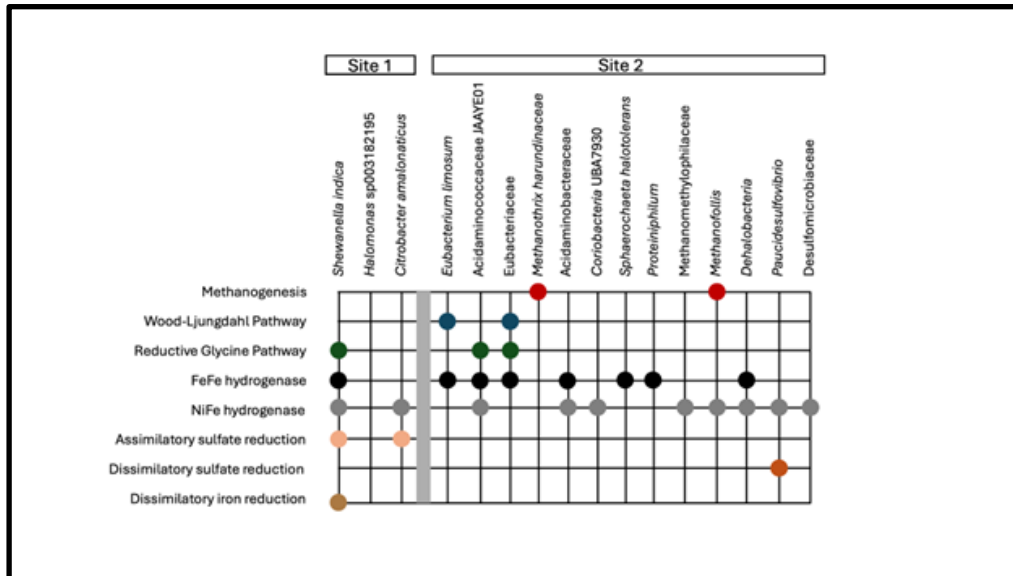 Site 1
Site 2
Shewanella indica
Halomonas sp003182195
Citrobacter amalonaticus
Eubacterium limosum
Acidaminococcaceae JAAYE01
Eubacteriaceae
Methanothrix harundinaceae
Acidaminobacteraceae
Coriobacteria UBA7930
Sphaerochaeta halotolerans
Proteiniphilum
Methanomethylophilaceae
Methanofollis
Dehalobacteria
Paucidesulfovibrio
Desulfomicrobiaceae
Methanogenesis
Wood-Ljungdahl Pathway
Reductive Glycine Pathway
FeFe hydrogenase
NiFe hydrogenase
Assimilatory sulfate reduction
Dissimilatory sulfate reduction
Dissimilatory iron reduction